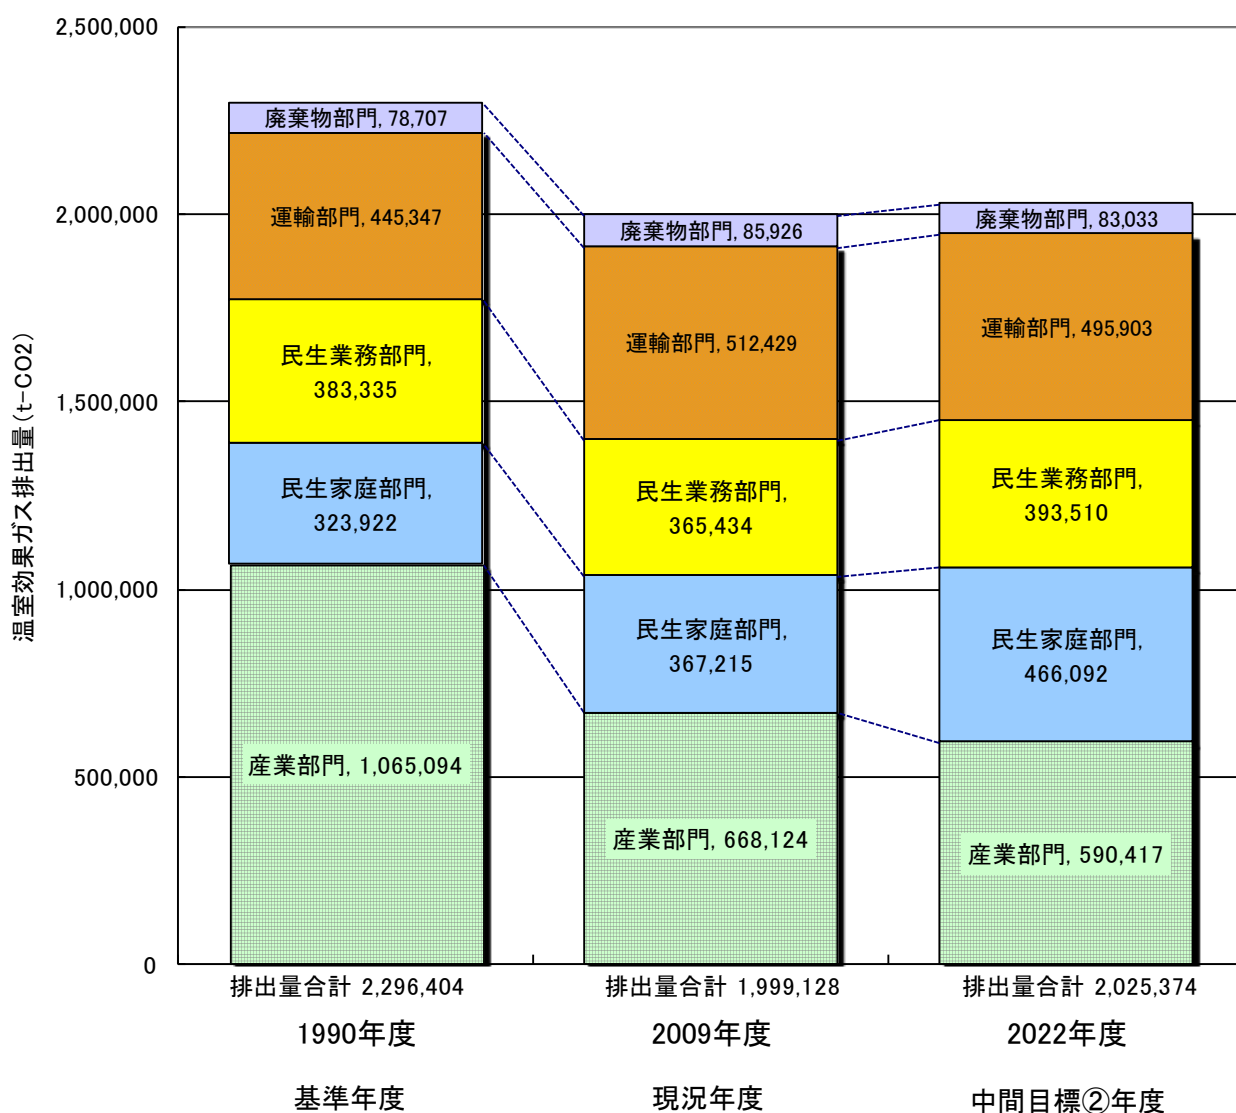 温室効果ガス排出量(t-CO2)
2,500,000
2,000,000
1,500,000
1,000,000
500,000
0
廃棄物部門, 78,707
運輸部門, 445,347
民生業務部門,
383,335
民生家庭部門,
323,922
産業部門, 1,065,094
廃棄物部門, 85,926
運輸部門, 512,429
民生業務部門,
365,434
民生家庭部門,
367,215
産業部門, 668,124
廃棄物部門, 83,033
運輸部門, 495,903
民生業務部門,
393,510
民生家庭部門,
466,092
産業部門, 590,417
排出量合計 2,296,404
排出量合計 1,999,128
排出量合計 2,025,374
1990年度
2009年度
2022年度
基準年度
現況年度
中間目標②年度